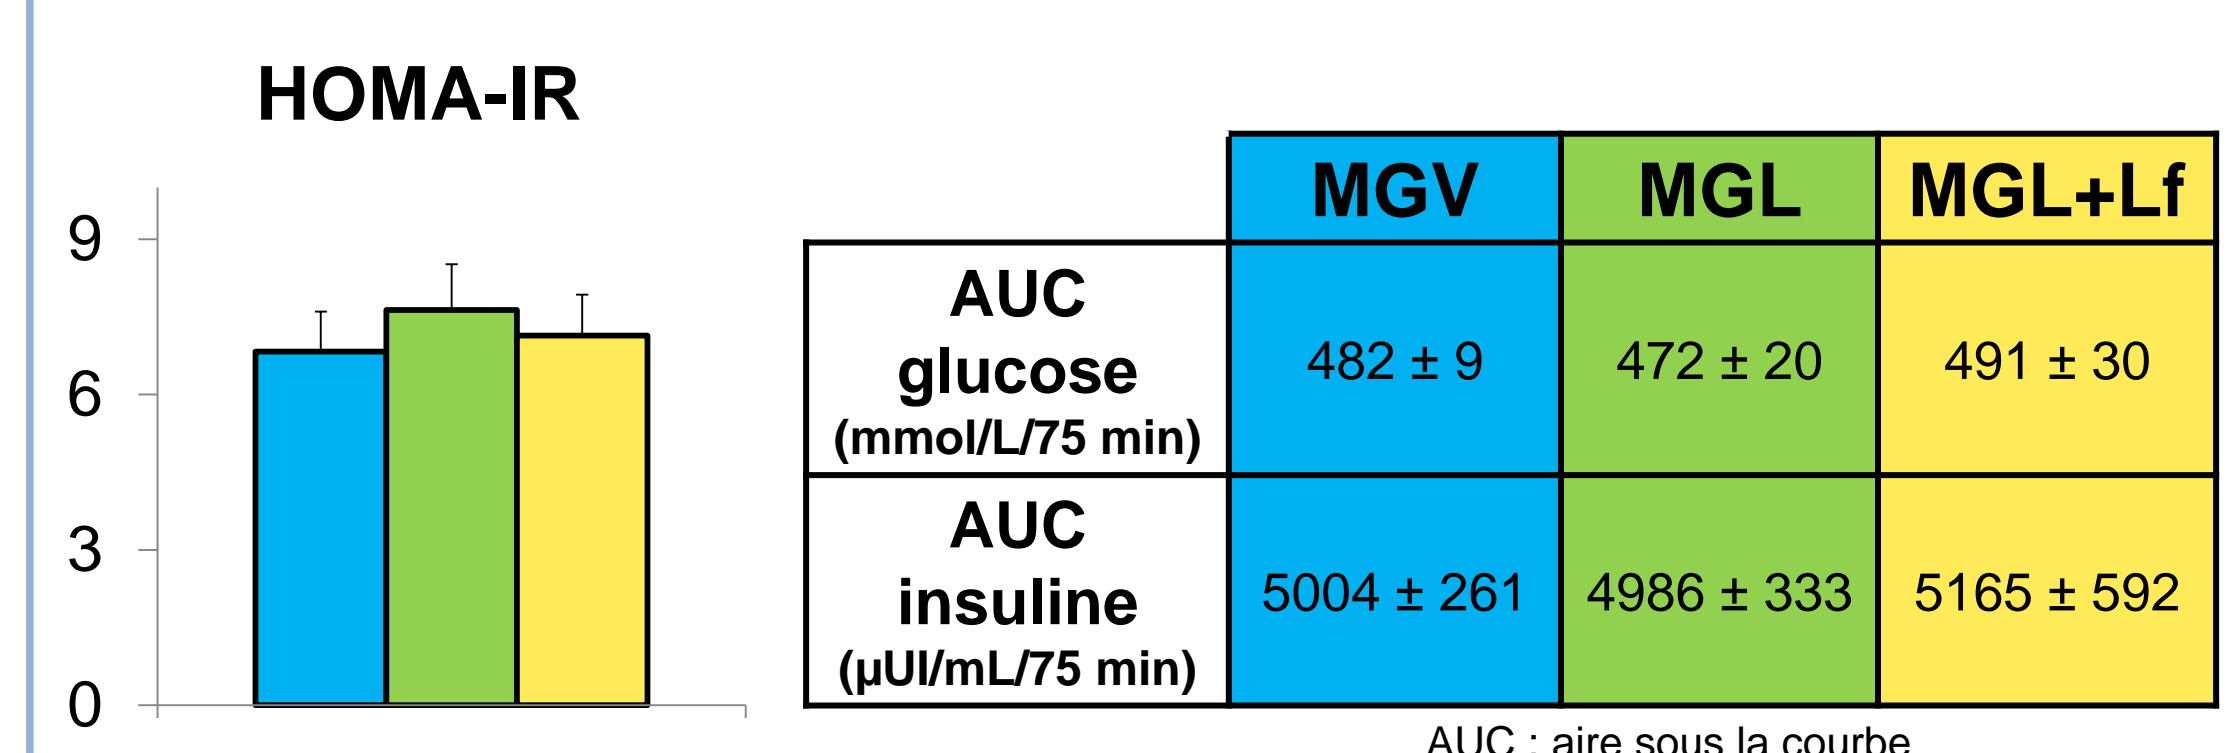 HOMA-IR
9
6
3
0
MGV MGL MGL+Lf
AUC
glucose
(mmol/L/75 min)
482 ± 9 472 ± 20 491 ± 30
AUC
insuline
(µUI/mL/75 min)
5004 ± 261 4986 ± 333 5165 ± 592
AUC : aire sous la courbe